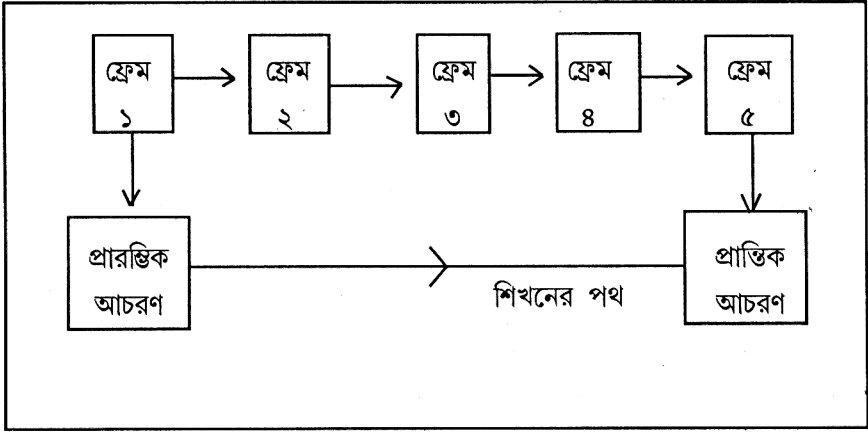 ফ্রেম
১
ফ্রেম
২
ফ্রেম
৩
ফ্রেম
৪
ফ্রেম
৫
প্রারম্ভিক
আচরণ
শিখনের পথ
প্রান্তিক
আচরণ